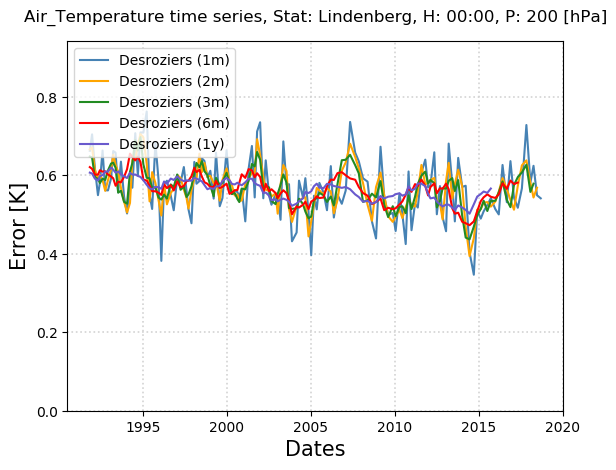 Air_Temperature time series, Stat: Lindenberg, H: 00:00, P: 200 [hPa]
Desroziers (1m)
Desroziers (2m)
Desroziers (3m)
Desroziers (6m)
Desroziers (1y)
Error [K]
0.8
0.6
0.4
0.2
0.0
1995 2000 2005 2010 2015 2020
Dates